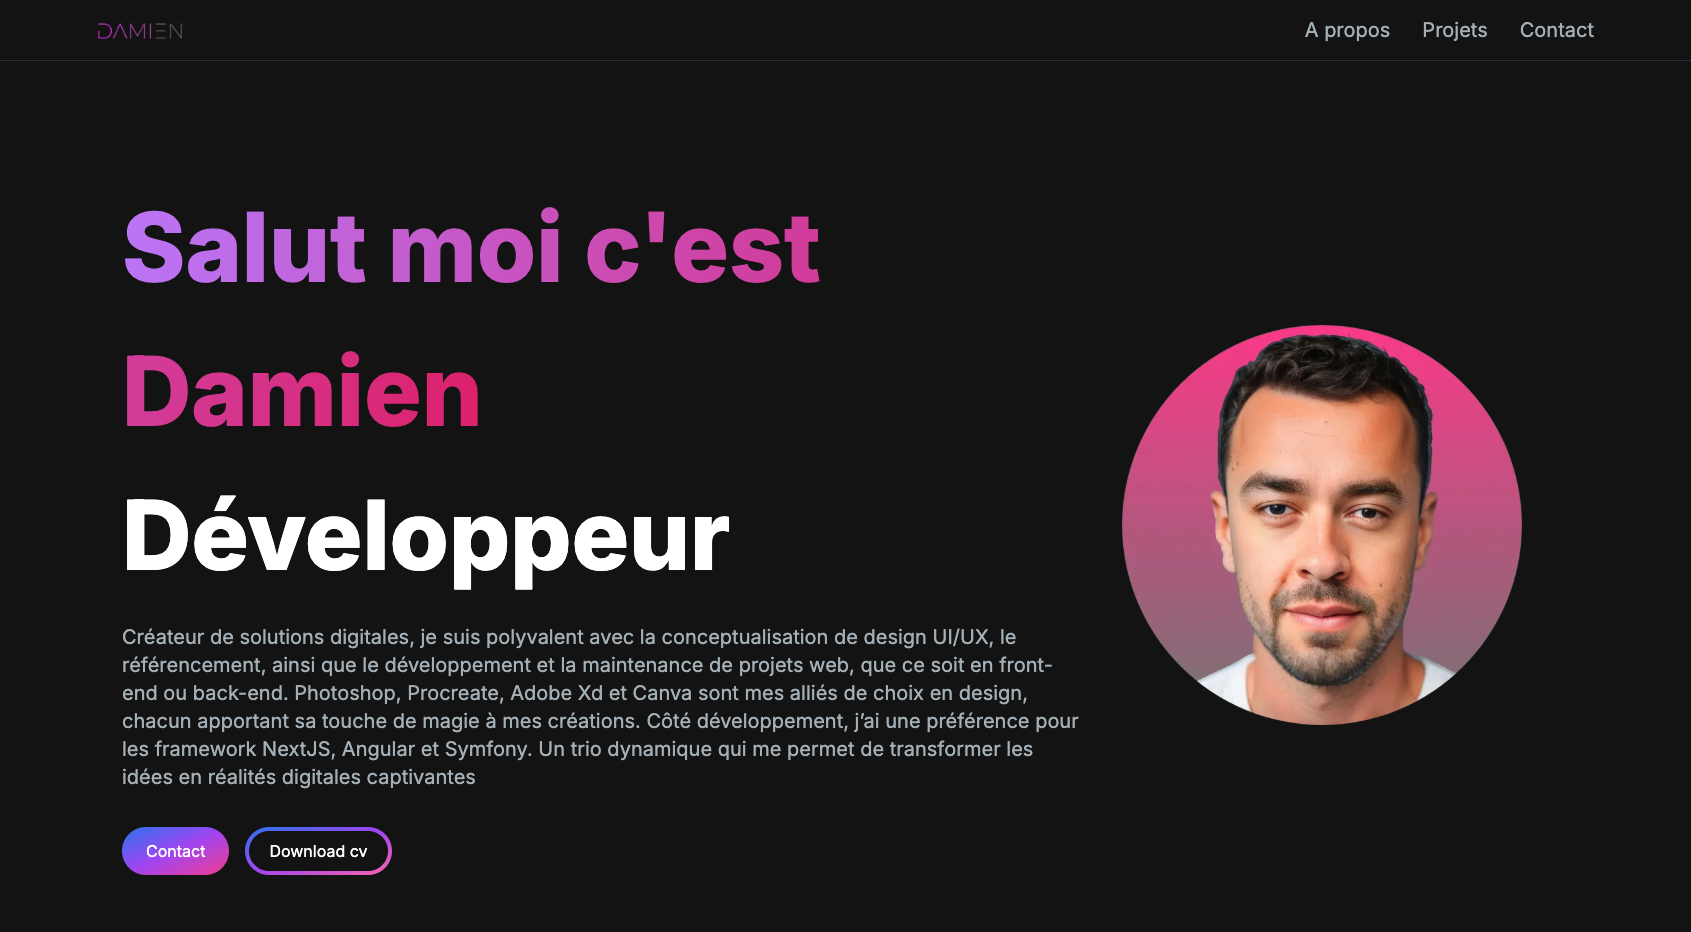 DAMIEN
A propos Projets Contact
Salut moi c'est
Damien
Développeur
Créateur de solutions digitales, je suis polyvalent avec la conceptualisation de design UI/UX, le
référencement, ainsi que le développement et la maintenance de projets web, que ce soit en front-
end ou back-end. Photoshop, Procreate, Adobe Xd et Canva sont mes alliés de choix en design,
chacun apportant sa touche de magie à mes créations. Côté développement, j’ai une préférence pour
les framework NextJS, Angular et Symfony. Un trio dynamique qui me permet de transformer les
idées en réalités digitales captivantes
Contact Download cv